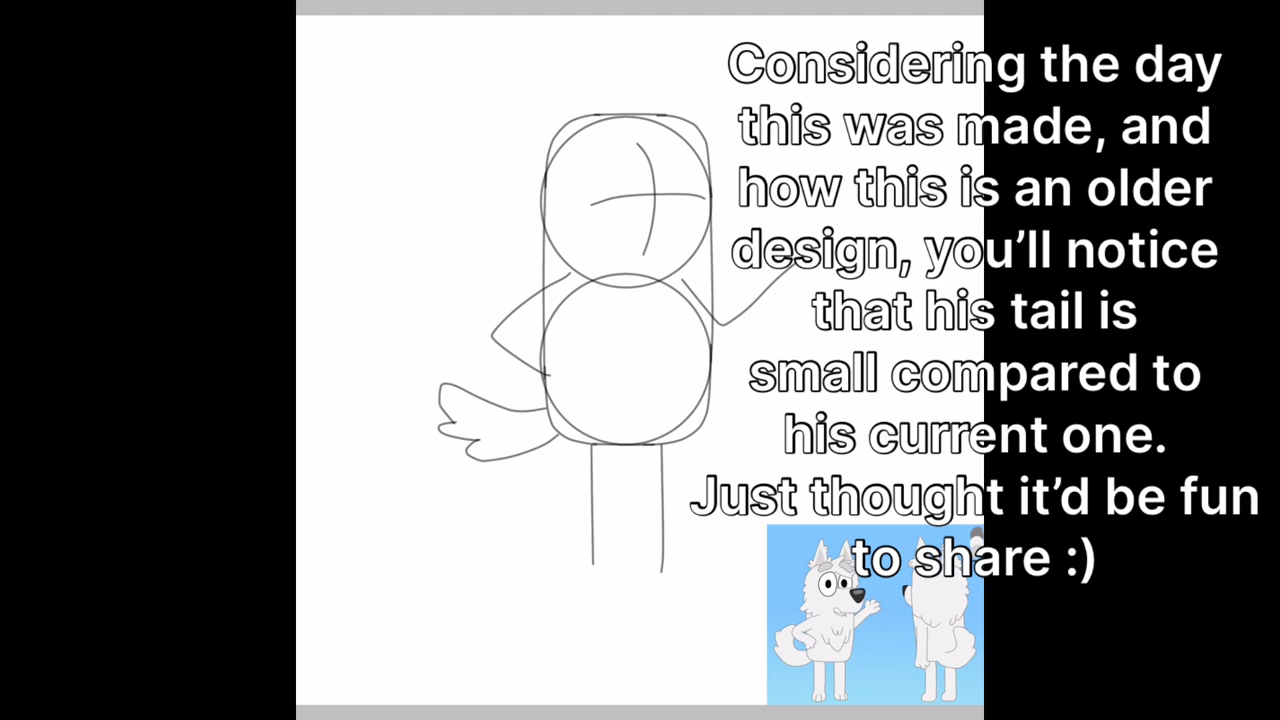 Considering the day
this was made, and
how this is an older
design, you’ll notice
that his tail is
small compared to
his current one.
Just thought it’d be fun
to share :)